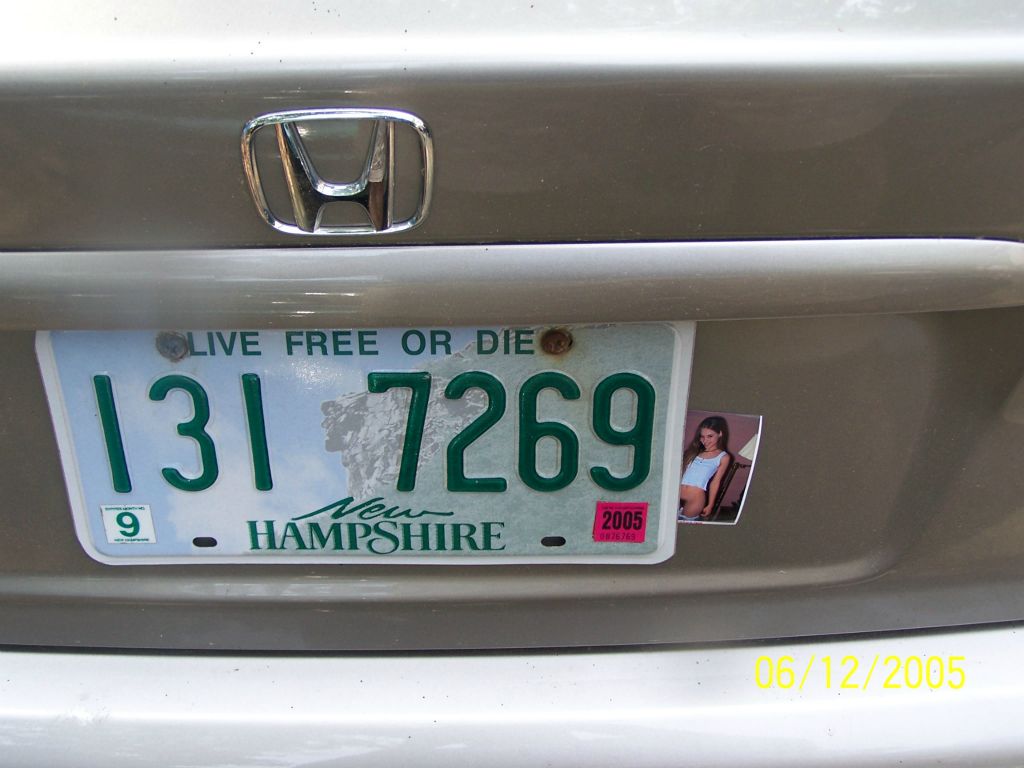 LIVE FREE OR DIE
131 7269
9
New
HAMPSHIRE
2005
06/12/2005